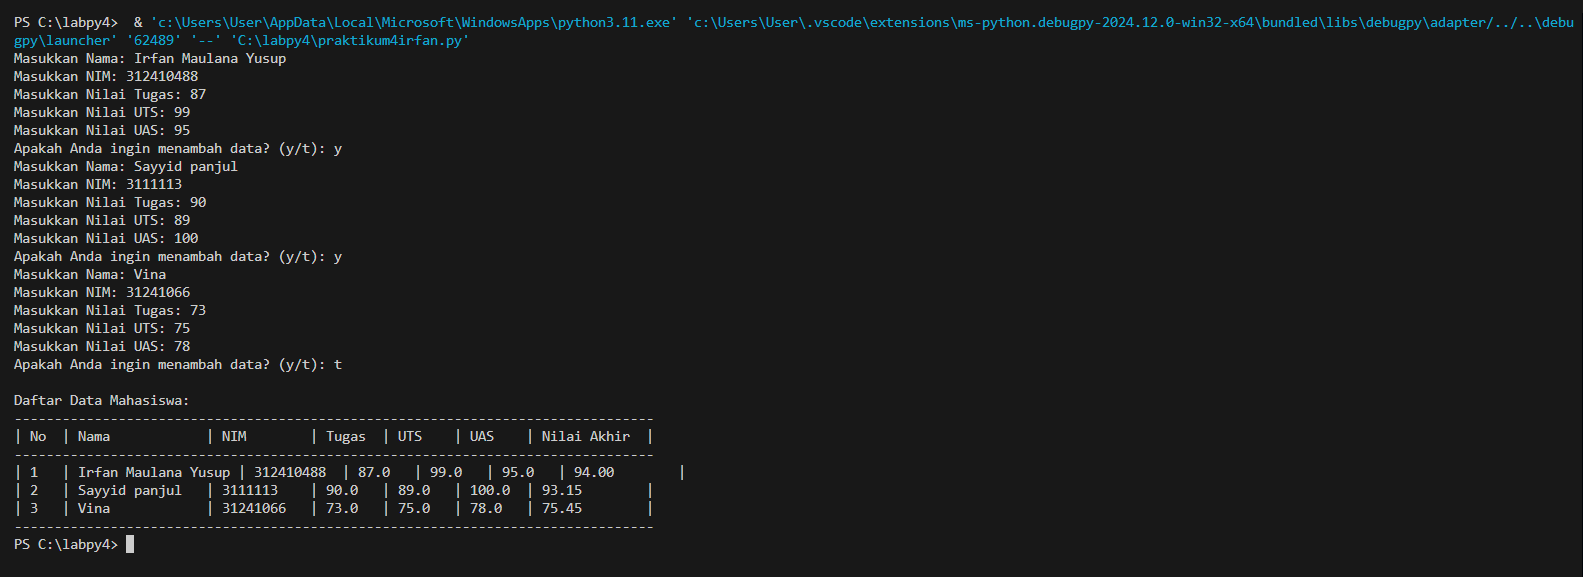 PS C:\labpy4>  & 'c:\Users\User\AppData\Local\Microsoft\WindowsApps\python3.11.exe' 'c:\Users\User\.vscode\extensions\ms-python.debugpy-2024.12.0-win32-x64\bundled\libs\debugpy\adapter/../..\debu
gpy\launcher' '62489' '--' 'C:\labpy4\praktikum4irfan.py'
Masukkan Nama: Irfan Maulana Yusup
Masukkan NIM: 312410488
Masukkan Nilai Tugas: 87
Masukkan Nilai UTS: 99
Masukkan Nilai UAS: 95
Apakah Anda ingin menambah data? (y/t): y
Masukkan Nama: Sayyid panjul
Masukkan NIM: 3111113
Masukkan Nilai Tugas: 90
Masukkan Nilai UTS: 89
Masukkan Nilai UAS: 100
Apakah Anda ingin menambah data? (y/t): y
Masukkan Nama: Vina
Masukkan NIM: 31241066
Masukkan Nilai Tugas: 73
Masukkan Nilai UTS: 75
Masukkan Nilai UAS: 78
Apakah Anda ingin menambah data? (y/t): t

Daftar Data Mahasiswa:
--------------------------------------------------------------------------------
| No  | Nama            | NIM        | Tugas  | UTS    | UAS    | Nilai Akhir  |
--------------------------------------------------------------------------------
| 1   | Irfan Maulana Yusup | 312410488  | 87.0   | 99.0   | 95.0   | 94.00        |
| 2   | Sayyid panjul   | 3111113    | 90.0   | 89.0   | 100.0  | 93.15        |
| 3   | Vina            | 31241066   | 73.0   | 75.0   | 78.0   | 75.45        |
--------------------------------------------------------------------------------
PS C:\labpy4>